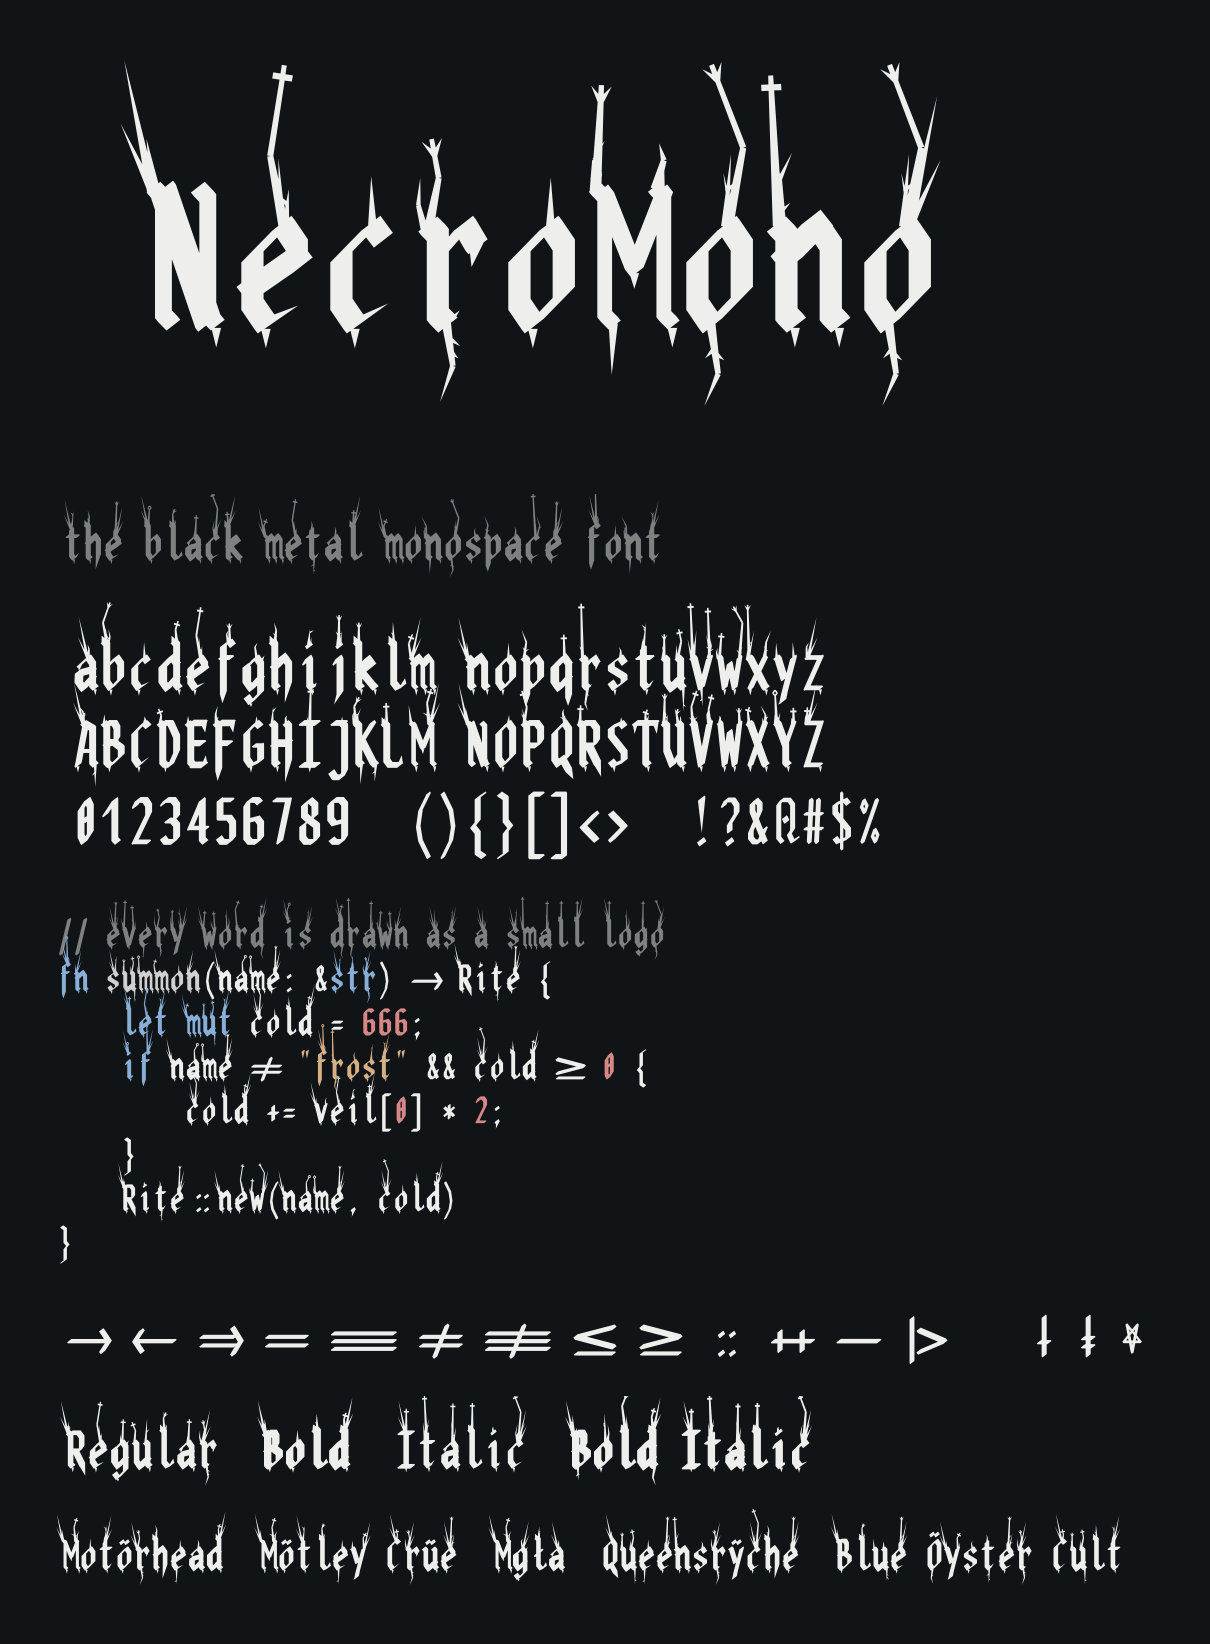 NecroMono
the black metal monospace font
abcdefghijklm nopqrstuvwxyz
ABCDEFGHIJKLM NOPQRSTUVWXYZ
0123456789 (){}[]<> !?&@#$%
// every word is drawn as a small logo
fn summon(name: &str) → Rite {
let mut cold = 666;
if name ≠ "frost" && cold ≥ 0 {
cold += veil[0] * 2;
}
Rite::new(name, cold)
}
→ ← ⇒ = ≡ ≠ ≢ ≤ ≥ :: ++ — |> ⸸ ⸸ ⛧
Regular Bold Italic Bold Italic
Motörhead Mötley Crüe Mgła Queensrÿche Blue Öyster Cult